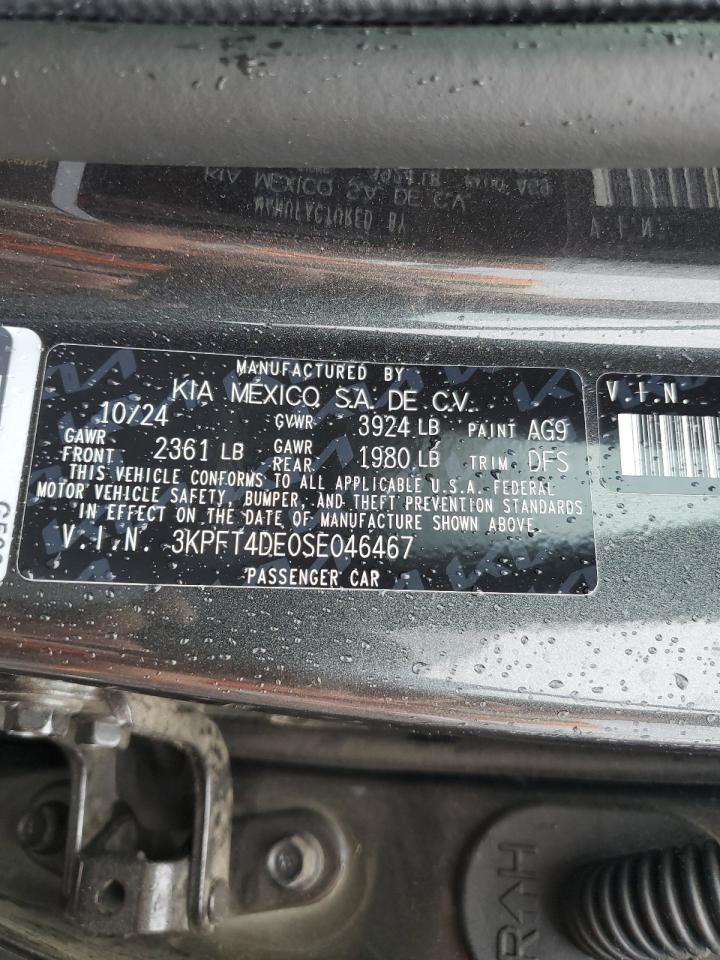 MANUFACTURED BY
KIA MEXICO S.A. DE C.V.
10/24 GVWR 3924 LB PAINT AG9
GAWR FRONT 2361 LB GAWR REAR 1980 LB TRIM DFS
THIS VEHICLE CONFORMS TO ALL APPLICABLE U.S.A. FEDERAL
MOTOR VEHICLE SAFETY, BUMPER, AND THEFT PREVENTION STANDARDS
IN EFFECT ON THE DATE OF MANUFACTURE SHOWN ABOVE.
V.I.N. 3KPFT4DE0SE046467
PASSENGER CAR
V.I.N.